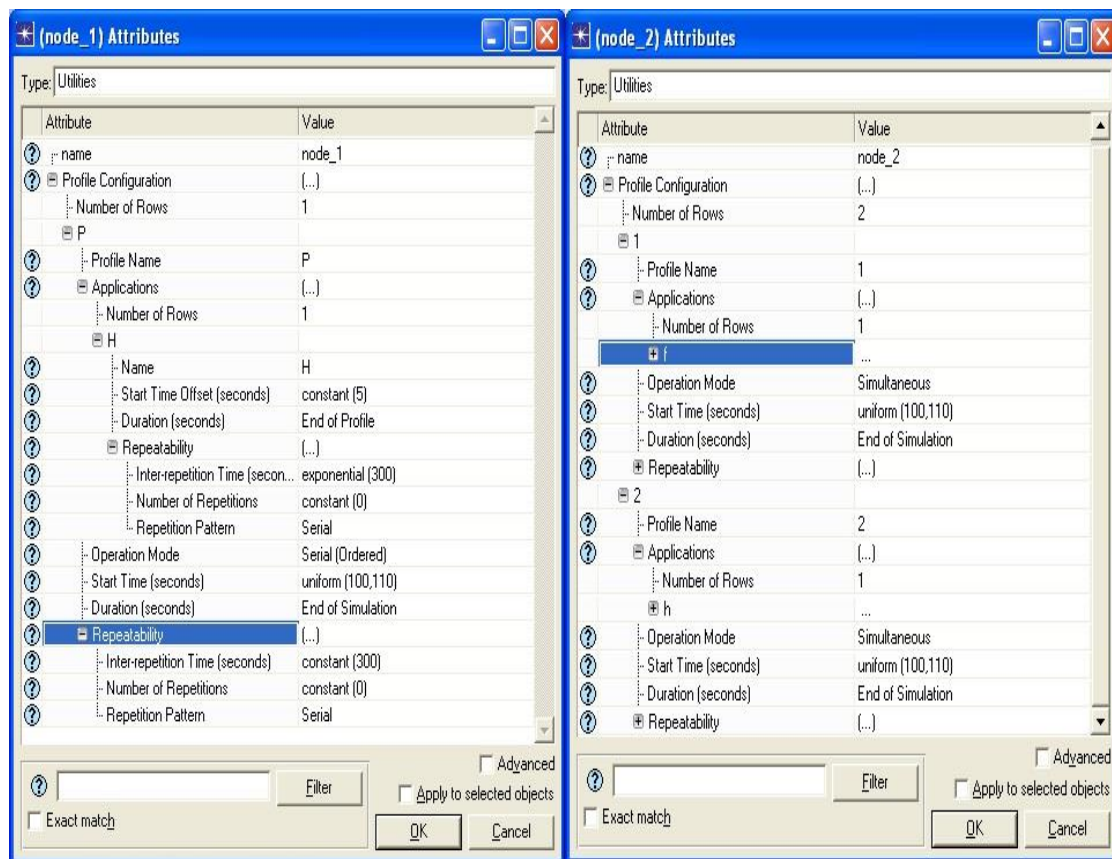 (node_1) Attributes
Type: Utilities
Attribute Value
name node_1
Profile Configuration (...)
Number of Rows 1
P
Profile Name P
Applications (...)
Number of Rows 1
H
Name H
Start Time Offset (seconds) constant (5)
Duration (seconds) End of Profile
Repeatability (...)
Inter-repetition Time (secon... exponential (300)
Number of Repetitions constant (0)
Repetition Pattern Serial
Operation Mode Serial (Ordered)
Start Time (seconds) uniform (100,110)
Duration (seconds) End of Simulation
Repeatability (...)
Inter-repetition Time (seconds) constant (300)
Number of Repetitions constant (0)
Repetition Pattern Serial
Advanced
Filter
Apply to selected objects
Exact match
OK Cancel
(node_2) Attributes
Type: Utilities
Attribute Value
name node_2
Profile Configuration (...)
Number of Rows 2
1
Profile Name 1
Applications (...)
Number of Rows 1
f ...
Operation Mode Simultaneous
Start Time (seconds) uniform (100,110)
Duration (seconds) End of Simulation
Repeatability (...)
2
Profile Name 2
Applications (...)
Number of Rows 1
h ...
Operation Mode Simultaneous
Start Time (seconds) uniform (100,110)
Duration (seconds) End of Simulation
Repeatability (...)
Advanced
Filter
Apply to selected objects
Exact match
OK Cancel